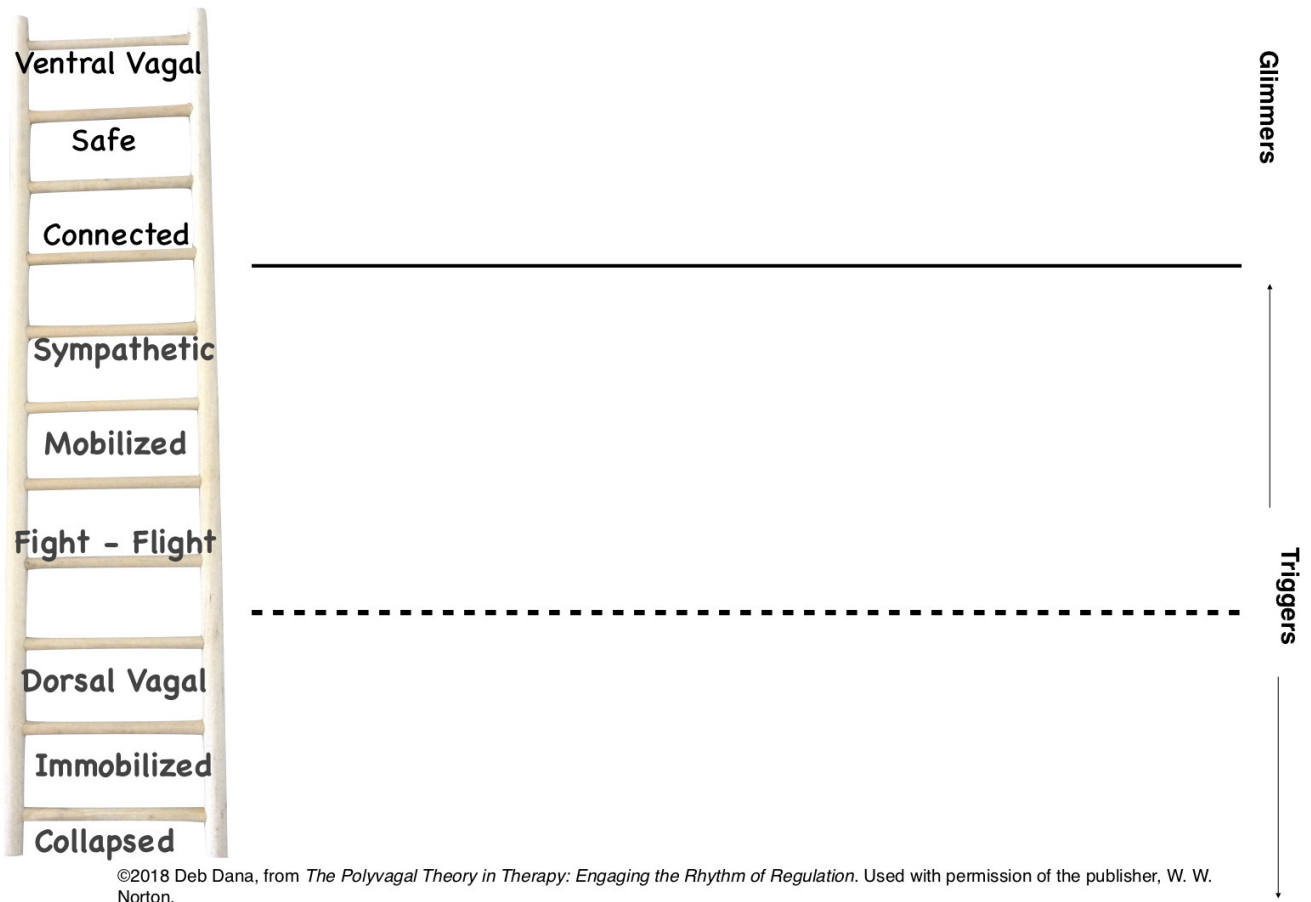 Ventral Vagal
Safe
Connected
Sympathetic
Mobilized
Fight - Flight
Dorsal Vagal
Immobilized
Collapsed
Glimmers
Triggers
©2018 Deb Dana, from The Polyvagal Theory in Therapy: Engaging the Rhythm of Regulation. Used with permission of the publisher, W. W.
Norton.